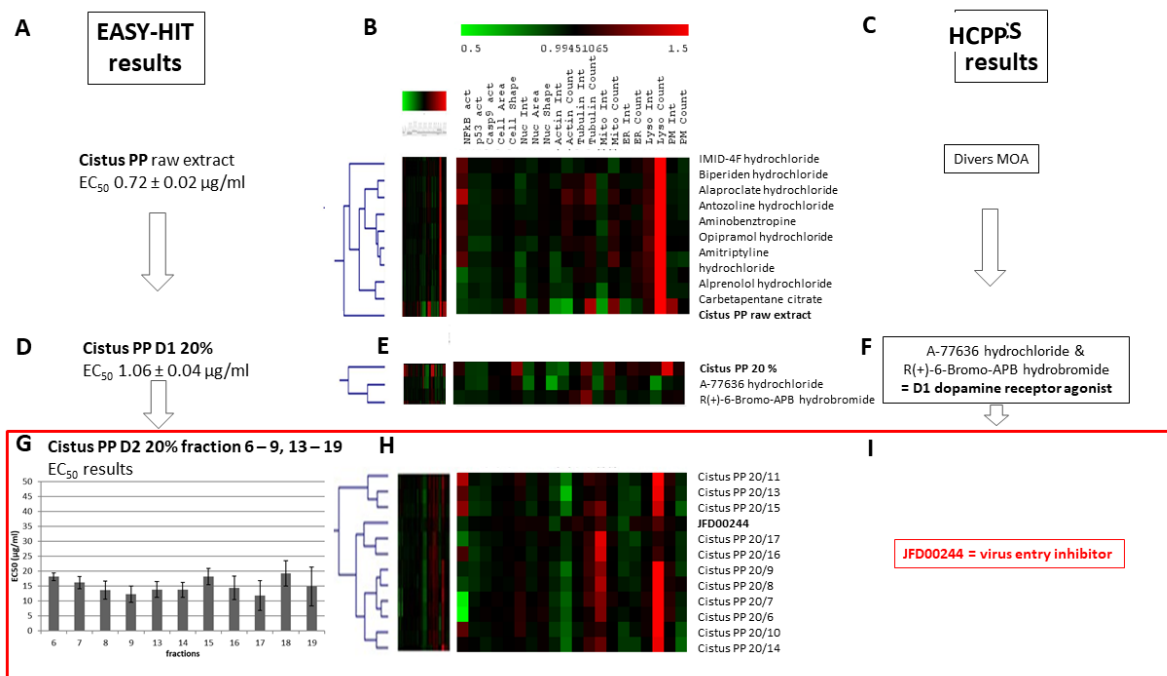 A
EASY-HIT
results
B
0.5
0.9945
1065
1.5
C
HCPP'S
results
NFkB act
p53 act
Casp9 act
Cell Area
Cell Shape
Nuc Int
Nuc Area
Nuc Shape
Actin Int
Actin Count
Tubulin Int
Tubulin Count
Mito Int
Mito Count
ER Int
ER Count
Lyso Int
Lyso Count
PM Int
PM Count
Cistus PP raw extract
EC50 0.72 ± 0.02 µg/ml
IMID-4F hydrochloride
Biperiden hydrochloride
Alaproclate hydrochloride
Antozoline hydrochloride
Aminobenztropine
Opipramol hydrochloride
Amitriptyline
hydrochloride
Alprenolol hydrochloride
Carbetapentane citrate
Cistus PP raw extract
Divers MOA
D
Cistus PP D1 20%
EC50 1.06 ± 0.04 µg/ml
E
Cistus PP 20 %
A-77636 hydrochloride
R(+)-6-Bromo-APB hydrobromide
F
A-77636 hydrochloride &
R(+)-6-Bromo-APB hydrobromide
= D1 dopamine receptor agonist
G
Cistus PP D2 20% fraction 6 – 9, 13 – 19
EC50 results
EC50 (µg/ml)
50
45
40
35
30
25
20
15
10
5
0
6 7 8 9 13 14 15 16 17 18 19
fractions
H
Cistus PP 20/11
Cistus PP 20/13
Cistus PP 20/15
JFD00244
Cistus PP 20/17
Cistus PP 20/16
Cistus PP 20/9
Cistus PP 20/8
Cistus PP 20/7
Cistus PP 20/6
Cistus PP 20/10
Cistus PP 20/14
I
JFD00244 = virus entry inhibitor